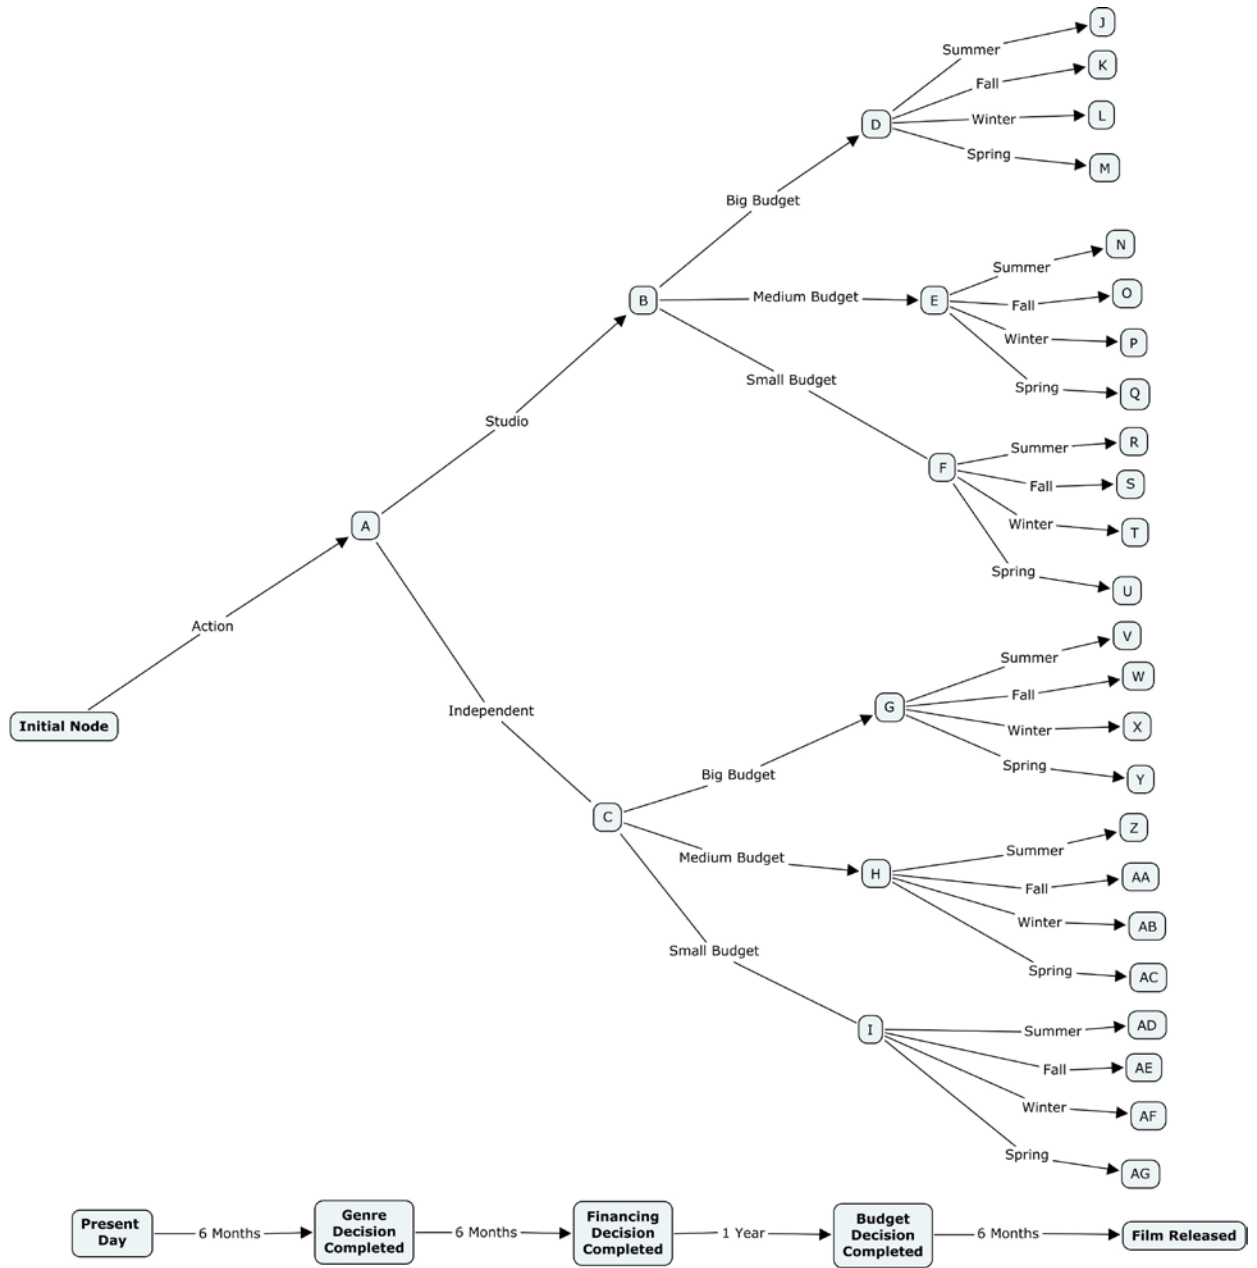 J
Summer
K
Fall
D
Winter
L
Spring
M
Big Budget
N
Summer
B
Medium Budget
E
Fall
O
Winter
P
Small Budget
Spring
Q
Studio
Summer
R
F
Fall
S
A
Winter
T
Spring
U
Action
Summer
V
Independent
G
Fall
W
Initial Node
Winter
X
Big Budget
Spring
Y
C
Summer
Z
Medium Budget
H
Fall
AA
Winter
AB
Small Budget
Spring
AC
I
Summer
AD
Fall
AE
Winter
AF
Spring
AG
Present
Day
6 Months
Genre
Decision
Completed
6 Months
Financing
Decision
Completed
1 Year
Budget
Decision
Completed
6 Months
Film Released